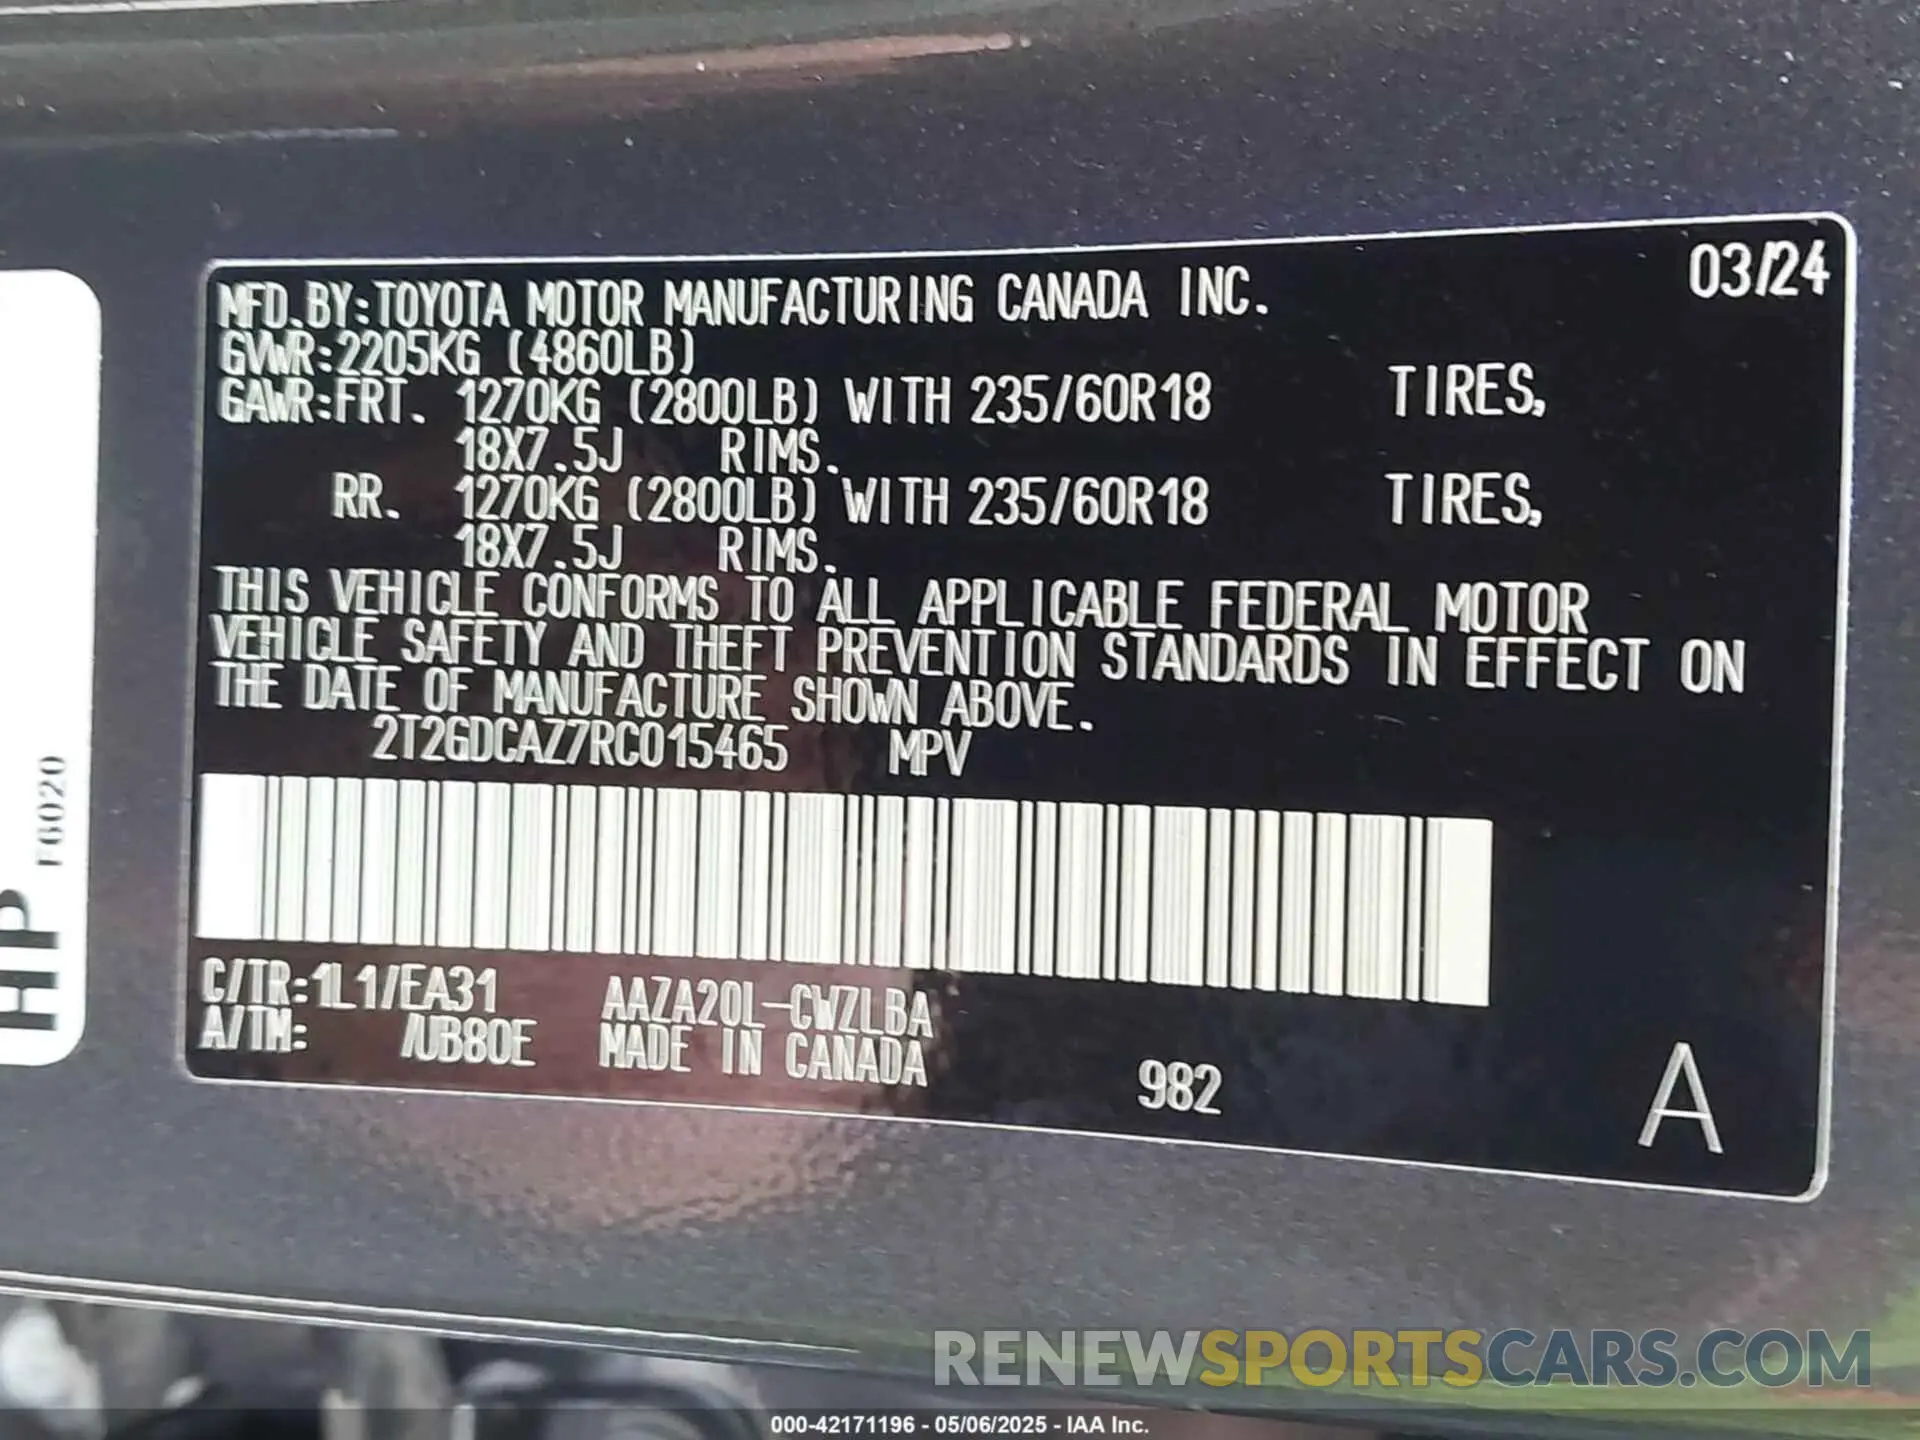 03/24
MFD.BY:TOYOTA MOTOR MANUFACTURING CANADA INC.
GVWR:2205KG (4860LB)
GAWR:FRT. 1270KG (2800LB) WITH 235/60R18 TIRES,
18X7.5J RIMS.
RR. 1270KG (2800LB) WITH 235/60R18 TIRES,
18X7.5J RIMS.
THIS VEHICLE CONFORMS TO ALL APPLICABLE FEDERAL MOTOR
VEHICLE SAFETY AND THEFT PREVENTION STANDARDS IN EFFECT ON
THE DATE OF MANUFACTURE SHOWN ABOVE.
2T2GDCAZ7RC015465 MPV
C/TR:1L1/EA31 AAZA20L-CWZLBA
A/TM: /UB80E MADE IN CANADA
982
A
HP
F6020
RENEWSPORTSCARS.COM
000-42171196 - 05/06/2025 - IAA Inc.